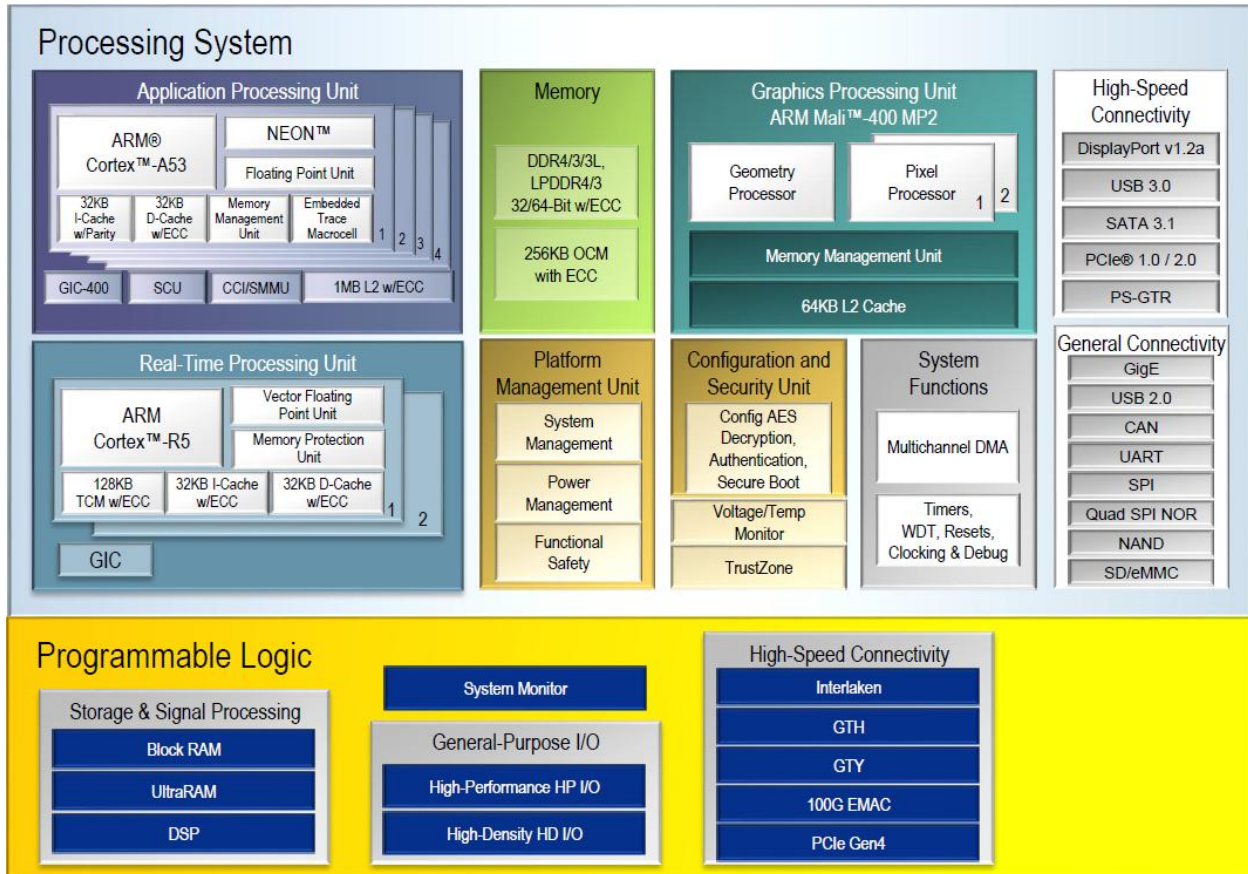 Processing System
Application Processing Unit
ARM®
Cortex™-A53
NEON™
Floating Point Unit
32KB
I-Cache
w/Parity
32KB
D-Cache
w/ECC
Memory
Management
Unit
Embedded
Trace
Macrocell
1
2
3
4
GIC-400
SCU
CCI/SMMU
1MB L2 w/ECC
Memory
DDR4/3/3L,
LPDDR4/3
32/64-Bit w/ECC
256KB OCM
with ECC
Graphics Processing Unit
ARM Mali™-400 MP2
Geometry
Processor
Pixel
Processor
1
2
Memory Management Unit
64KB L2 Cache
High-Speed
Connectivity
DisplayPort v1.2a
USB 3.0
SATA 3.1
PCIe® 1.0 / 2.0
PS-GTR
Real-Time Processing Unit
ARM
Cortex™-R5
Vector Floating
Point Unit
Memory Protection
Unit
128KB
TCM w/ECC
32KB I-Cache
w/ECC
32KB D-Cache
w/ECC
1
2
GIC
Platform
Management Unit
System
Management
Power
Management
Functional
Safety
Configuration and
Security Unit
Config AES
Decryption,
Authentication,
Secure Boot
Voltage/Temp
Monitor
TrustZone
System
Functions
Multichannel DMA
Timers,
WDT, Resets,
Clocking & Debug
General Connectivity
GigE
USB 2.0
CAN
UART
SPI
Quad SPI NOR
NAND
SD/eMMC
Programmable Logic
Storage & Signal Processing
Block RAM
UltraRAM
DSP
System Monitor
General-Purpose I/O
High-Performance HP I/O
High-Density HD I/O
High-Speed Connectivity
Interlaken
GTH
GTY
100G EMAC
PCIe Gen4